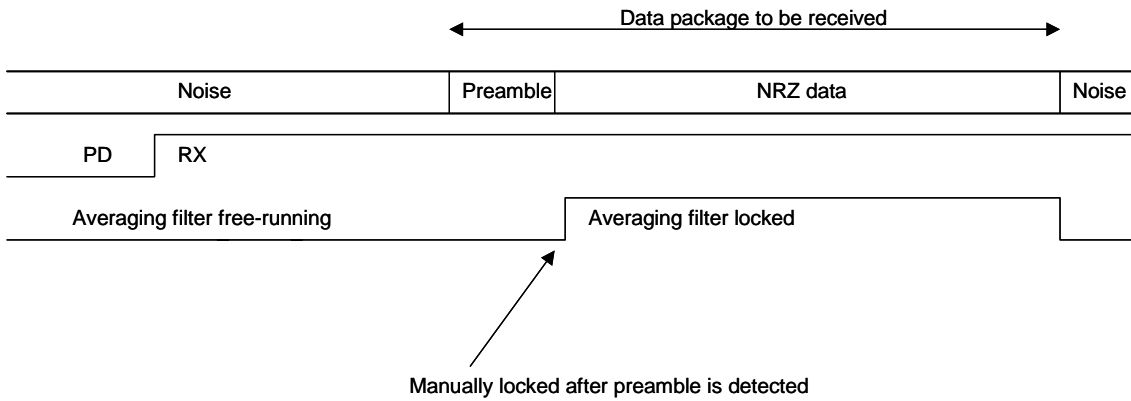 Data package to be received
Noise Preamble NRZ data Noise
PD RX
Averaging filter free-running Averaging filter locked
Manually locked after preamble is detected